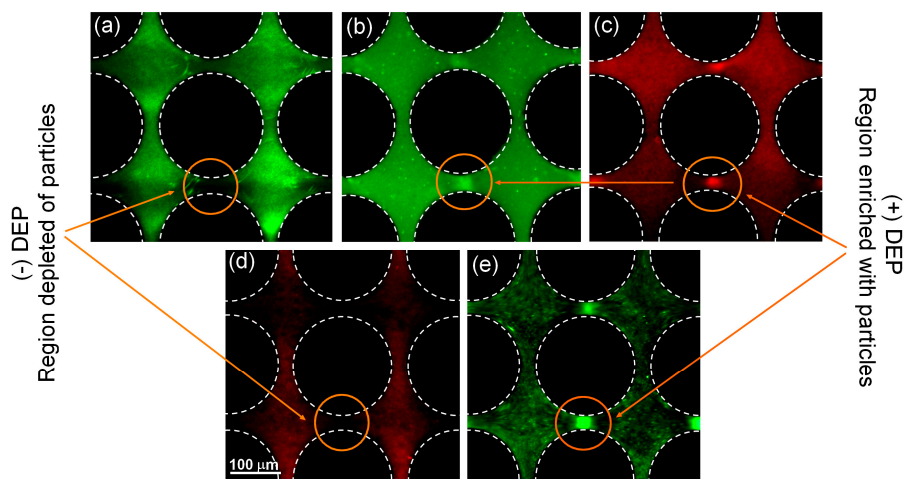 (a)
(b)
(c)
(-) DEP
Region depleted of particles
(+) DEP
Region enriched with particles
(d)
(e)
100 µm